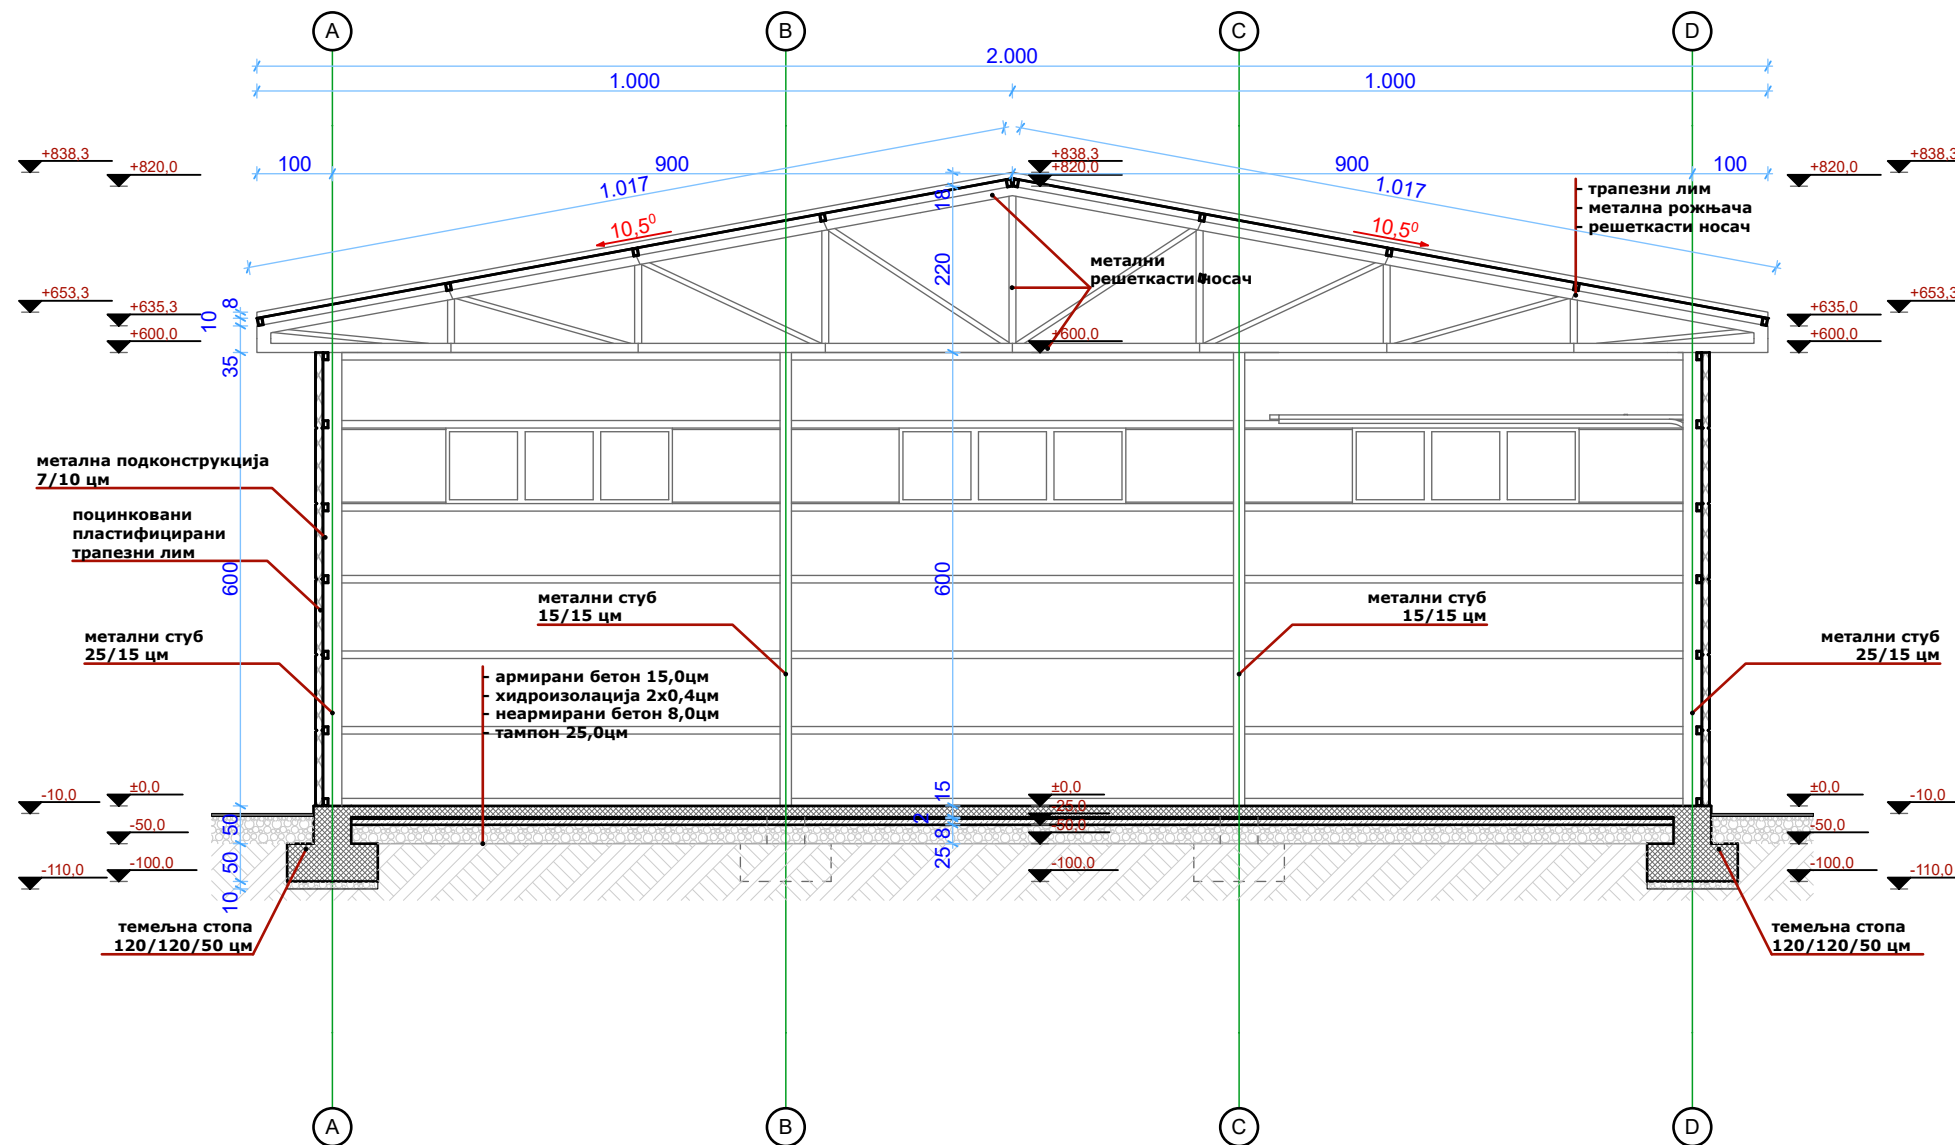 A B C D
2.000
1.000 1.000
+838,3 +838,3 +838,3
+820,0 +820,0 +820,0
100 900 900 100
1.017 1.017
18
10,5⁰ 10,5⁰
- трапезни лим
- метална рожњача
- решеткасти носач
220
метални
решеткасти носач
+653,3 +653,3
8
10
+635,3 +635,0
+600,0 +600,0 +600,0
35
метална подконструкција
7/10 цм
поцинковани
пластифицирани
трапезни лим
600 600
метални стуб
15/15 цм
метални стуб
15/15 цм
метални стуб
25/15 цм
метални стуб
25/15 цм
- армирани бетон 15,0цм
- хидроизолација 2x0,4цм
- неармирани бетон 8,0цм
- тампон 25,0цм
-10,0 ±0,0 15 ±0,0 ±0,0 -10,0
-25,0
50 2
-50,0 8 -50,0 -50,0
50 25
-110,0 -100,0 -100,0 -100,0 -110,0
10
темељна стопа
120/120/50 цм
темељна стопа
120/120/50 цм
A B C D